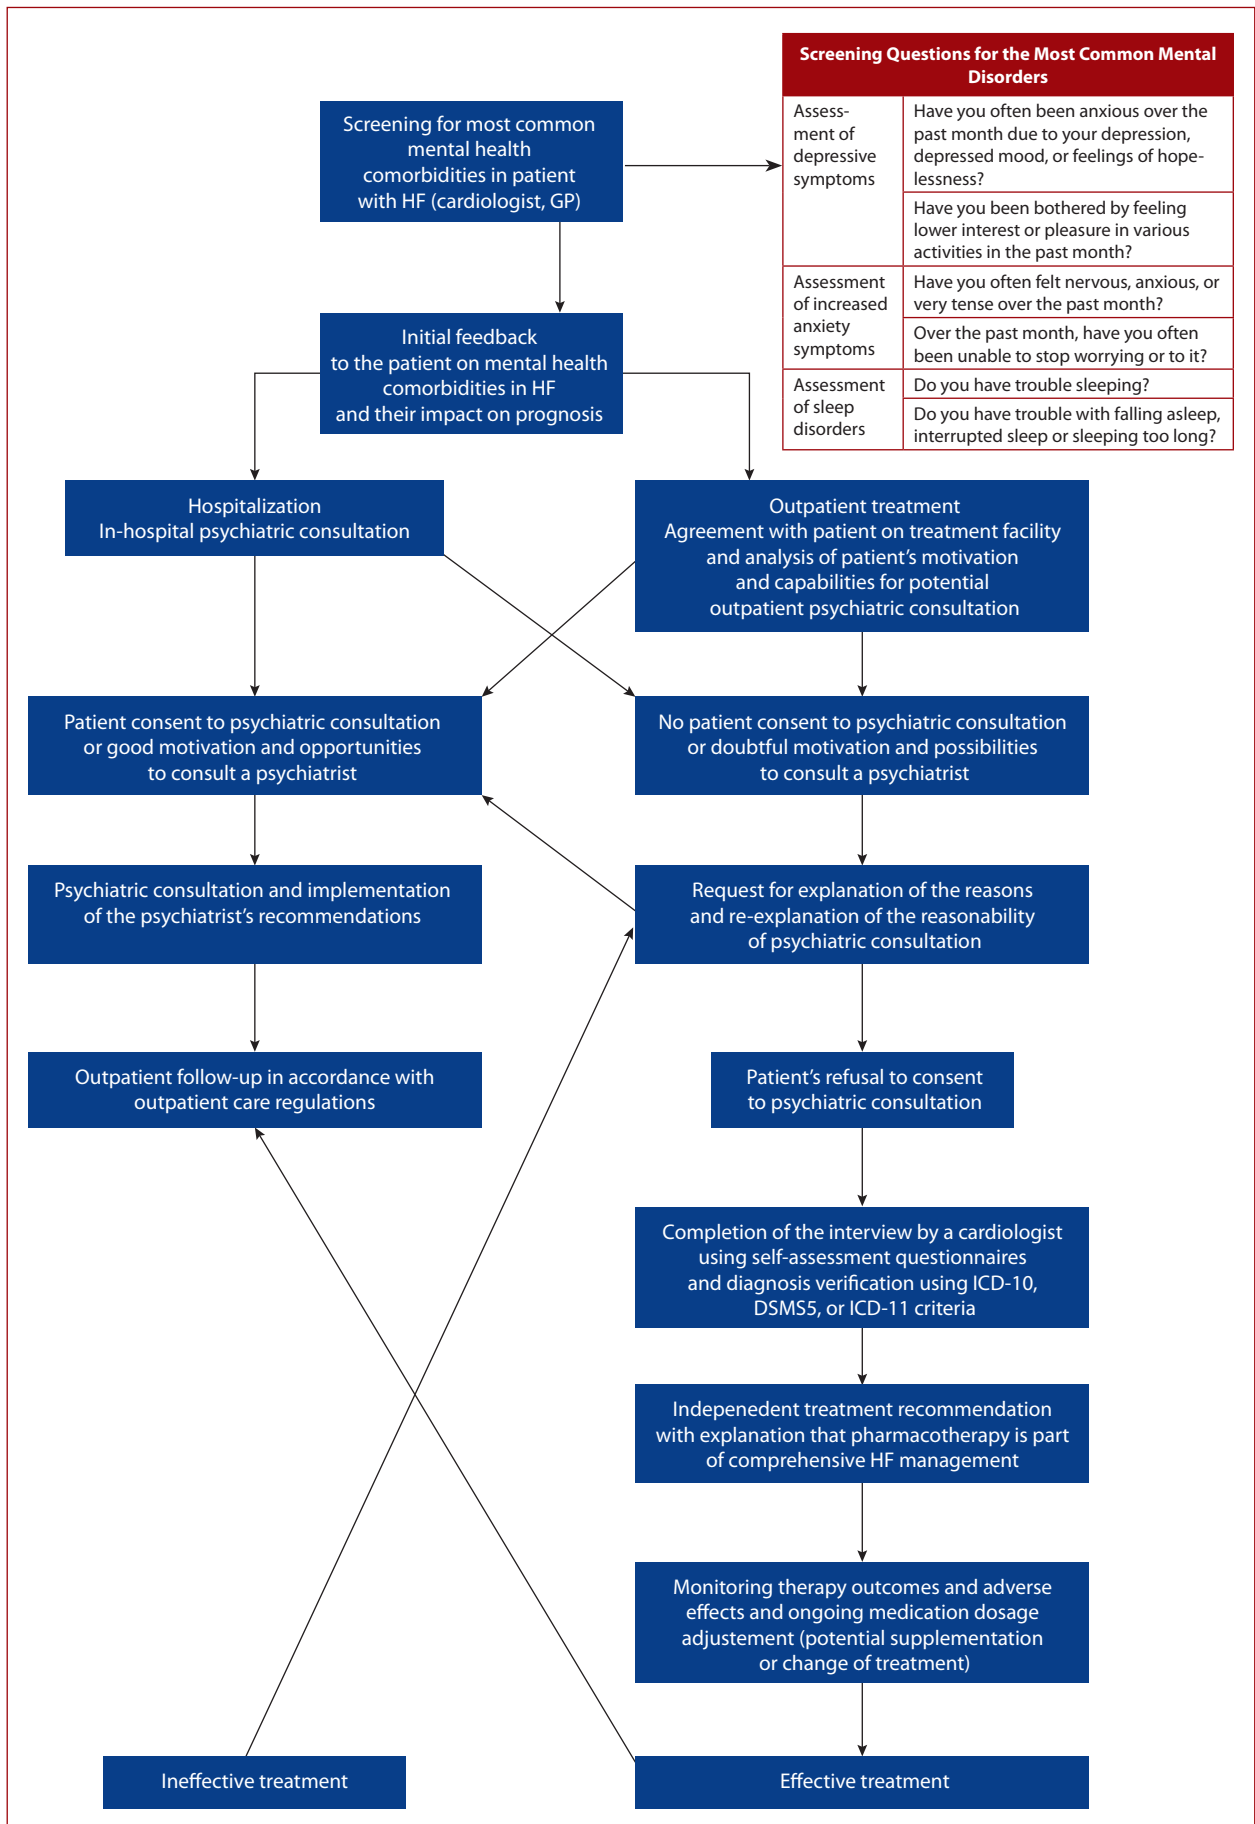 Screening Questions for the Most Common Mental
Disorders
Assess-
ment of
depressive
symptoms
Have you often been anxious over the
past month due to your depression,
depressed mood, or feelings of hope-
lessness?
Have you been bothered by feeling
lower interest or pleasure in various
activities in the past month?
Assessment
of increased
anxiety
symptoms
Have you often felt nervous, anxious, or
very tense over the past month?
Over the past month, have you often
been unable to stop worrying or to it?
Assessment
of sleep
disorders
Do you have trouble sleeping?
Do you have trouble with falling asleep,
interrupted sleep or sleeping too long?
Screening for most common
mental health
comorbidities in patient
with HF (cardiologist, GP)
Initial feedback
to the patient on mental health
comorbidities in HF
and their impact on prognosis
Hospitalization
In-hospital psychiatric consultation
Outpatient treatment
Agreement with patient on treatment facility
and analysis of patient's motivation
and capabilities for potential
outpatient psychiatric consultation
Patient consent to psychiatric consultation
or good motivation and opportunities
to consult a psychiatrist
No patient consent to psychiatric consultation
or doubtful motivation and possibilities
to consult a psychiatrist
Psychiatric consultation and implementation
of the psychiatrist's recommendations
Request for explanation of the reasons
and re-explanation of the reasonability
of psychiatric consultation
Outpatient follow-up in accordance with
outpatient care regulations
Patient's refusal to consent
to psychiatric consultation
Completion of the interview by a cardiologist
using self-assessment questionnaires
and diagnosis verification using ICD-10,
DSMS5, or ICD-11 criteria
Indepenedent treatment recommendation
with explanation that pharmacotherapy is part
of comprehensive HF management
Monitoring therapy outcomes and adverse
effects and ongoing medication dosage
adjustement (potential supplementation
or change of treatment)
Ineffective treatment
Effective treatment